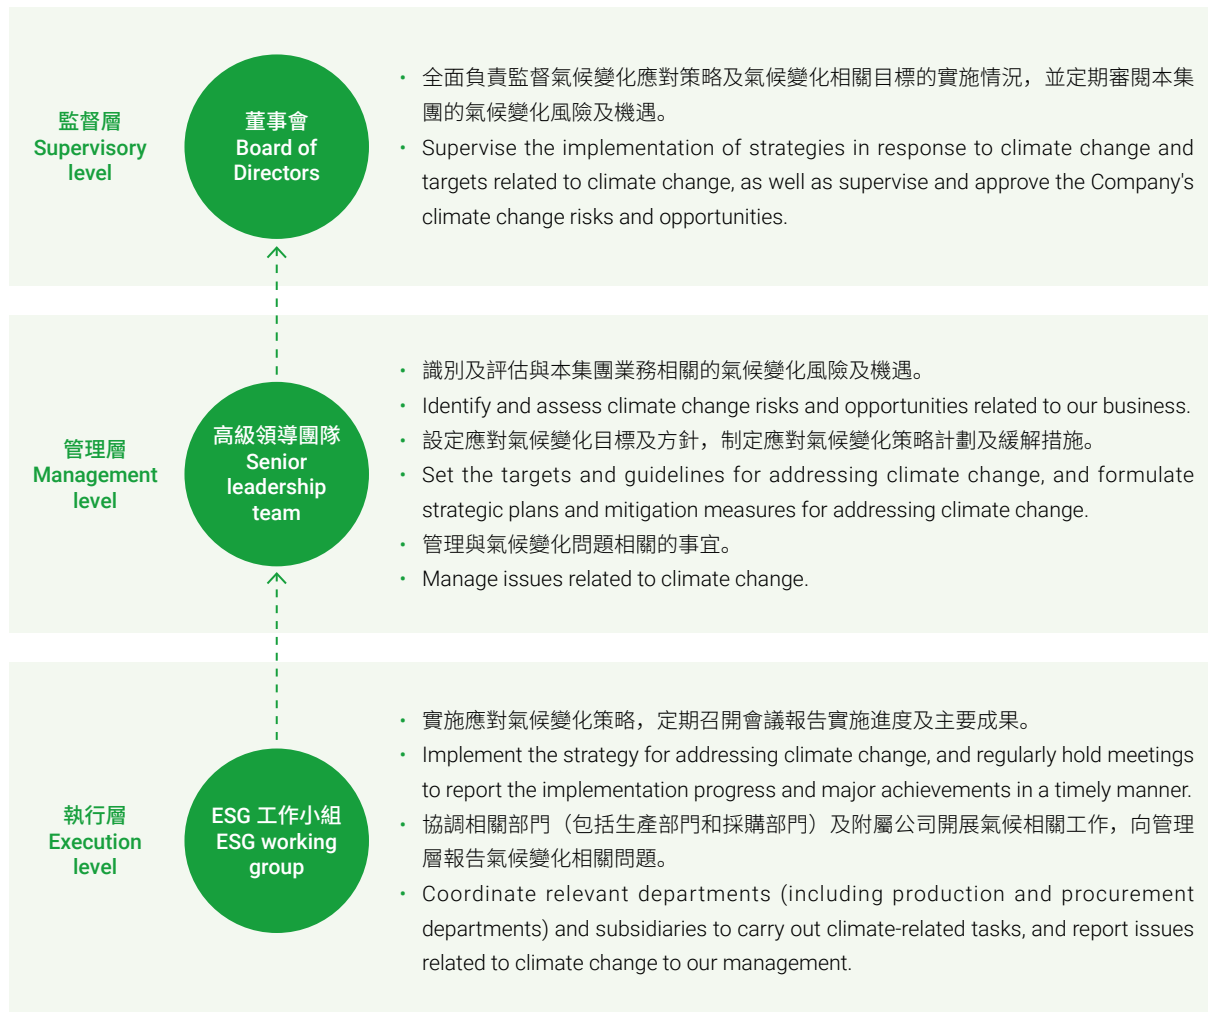 監督層
Supervisory
level
董事會
Board of
Directors
• 全面負責監督氣候變化應對策略及氣候變化相關目標的實施情況，並定期審閱本集
團的氣候變化風險及機遇。
• Supervise the implementation of strategies in response to climate change and
targets related to climate change, as well as supervise and approve the Company's
climate change risks and opportunities.
管理層
Management
level
高級領導團隊
Senior
leadership
team
• 識別及評估與本集團業務相關的氣候變化風險及機遇。
• Identify and assess climate change risks and opportunities related to our business.
• 設定應對氣候變化目標及方針，制定應對氣候變化策略計劃及緩解措施。
• Set the targets and guidelines for addressing climate change, and formulate
strategic plans and mitigation measures for addressing climate change.
• 管理與氣候變化問題相關的事宜。
• Manage issues related to climate change.
執行層
Execution
level
ESG 工作小組
ESG working
group
• 實施應對氣候變化策略，定期召開會議報告實施進度及主要成果。
• Implement the strategy for addressing climate change, and regularly hold meetings
to report the implementation progress and major achievements in a timely manner.
• 協調相關部門（包括生產部門和採購部門）及附屬公司開展氣候相關工作，向管理
層報告氣候變化相關問題。
• Coordinate relevant departments (including production and procurement
departments) and subsidiaries to carry out climate-related tasks, and report issues
related to climate change to our management.